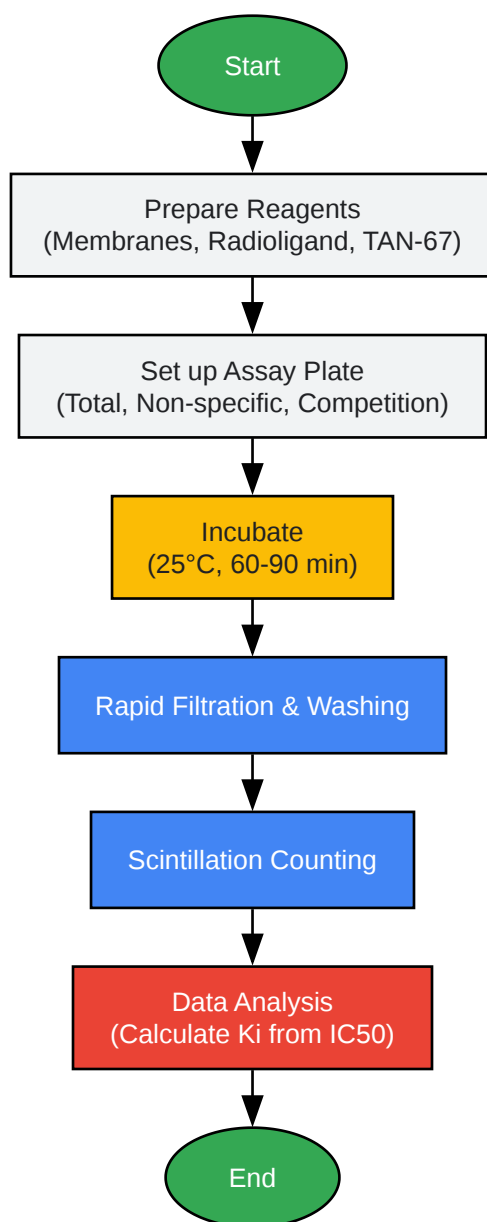 Start
Prepare Reagents
(Membranes, Radioligand, TAN-67)
Set up Assay Plate
(Total, Non-specific, Competition)
Incubate
(25°C, 60-90 min)
Rapid Filtration & Washing
Scintillation Counting
Data Analysis
(Calculate Ki from IC50)
End